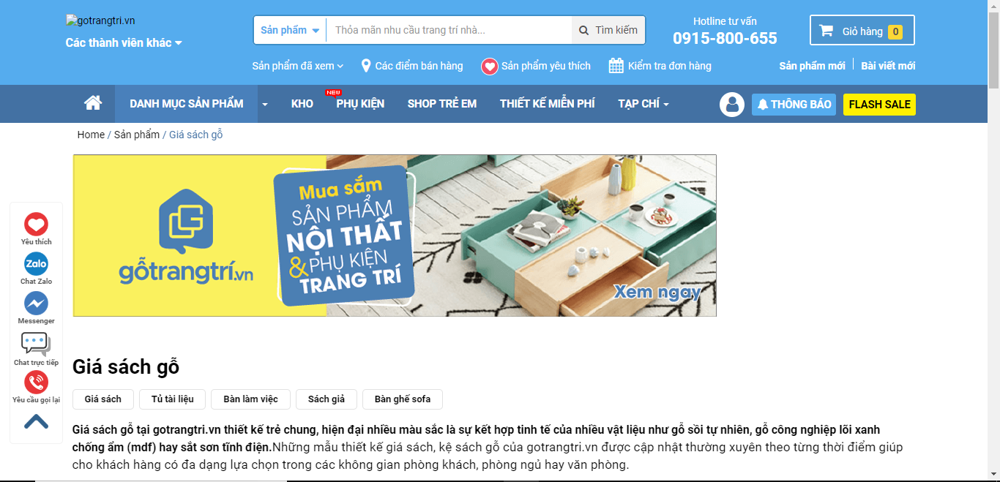 gotrangtri.vn
Các thành viên khác
Sản phẩm
Thỏa mãn nhu cầu trang trí nhà...
Tìm kiếm
Hotline tư vấn
0915-800-655
Giỏ hàng 0
Sản phẩm đã xem
Các điểm bán hàng
Sản phẩm yêu thích
Kiểm tra đơn hàng
Sản phẩm mới
Bài viết mới
DANH MỤC SẢN PHẨM
KHO
NEW
PHỤ KIỆN
SHOP TRẺ EM
THIẾT KẾ MIỄN PHÍ
TẠP CHÍ
THÔNG BÁO
FLASH SALE
Home / Sản phẩm / Giá sách gỗ
gỗtrangtrí.vn
Mua sắm
SẢN PHẨM
NỘI THẤT
& PHỤ KIỆN
TRANG TRÍ
Xem ngay
Yêu thích
Zalo
Chat Zalo
Messenger
Chat trực tiếp
Yêu cầu gọi lại
Giá sách gỗ
Giá sách
Tủ tài liệu
Bàn làm việc
Sách giả
Bàn ghế sofa
Giá sách gỗ tại gotrangtri.vn thiết kế trẻ chung, hiện đại nhiều màu sắc là sự kết hợp tinh tế của nhiều vật liệu như gỗ sồi tự nhiên, gỗ công nghiệp lõi xanh
chống ẩm (mdf) hay sắt sơn tĩnh điện.Những mẫu thiết kế giá sách, kệ sách gỗ của gotrangtri.vn được cập nhật thường xuyên theo từng thời điểm giúp
cho khách hàng có đa dạng lựa chọn trong các không gian phòng khách, phòng ngủ hay văn phòng.